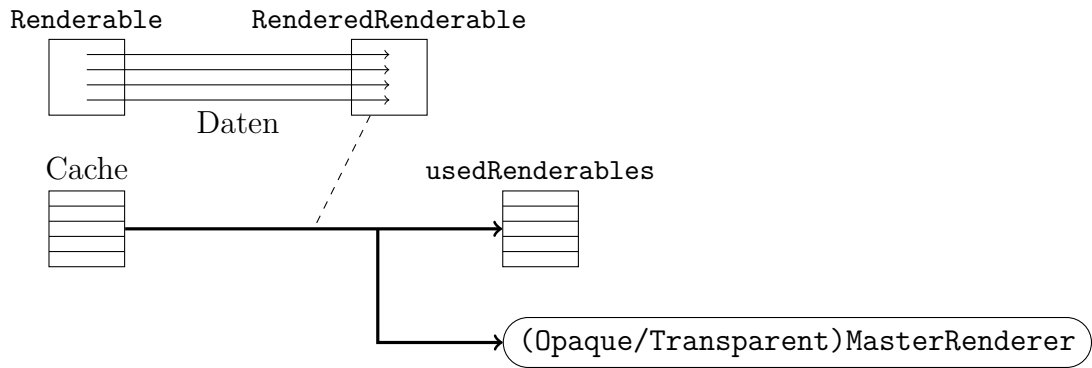 Renderable
RenderedRenderable
Daten
Cache
usedRenderables
(Opaque/Transparent)MasterRenderer